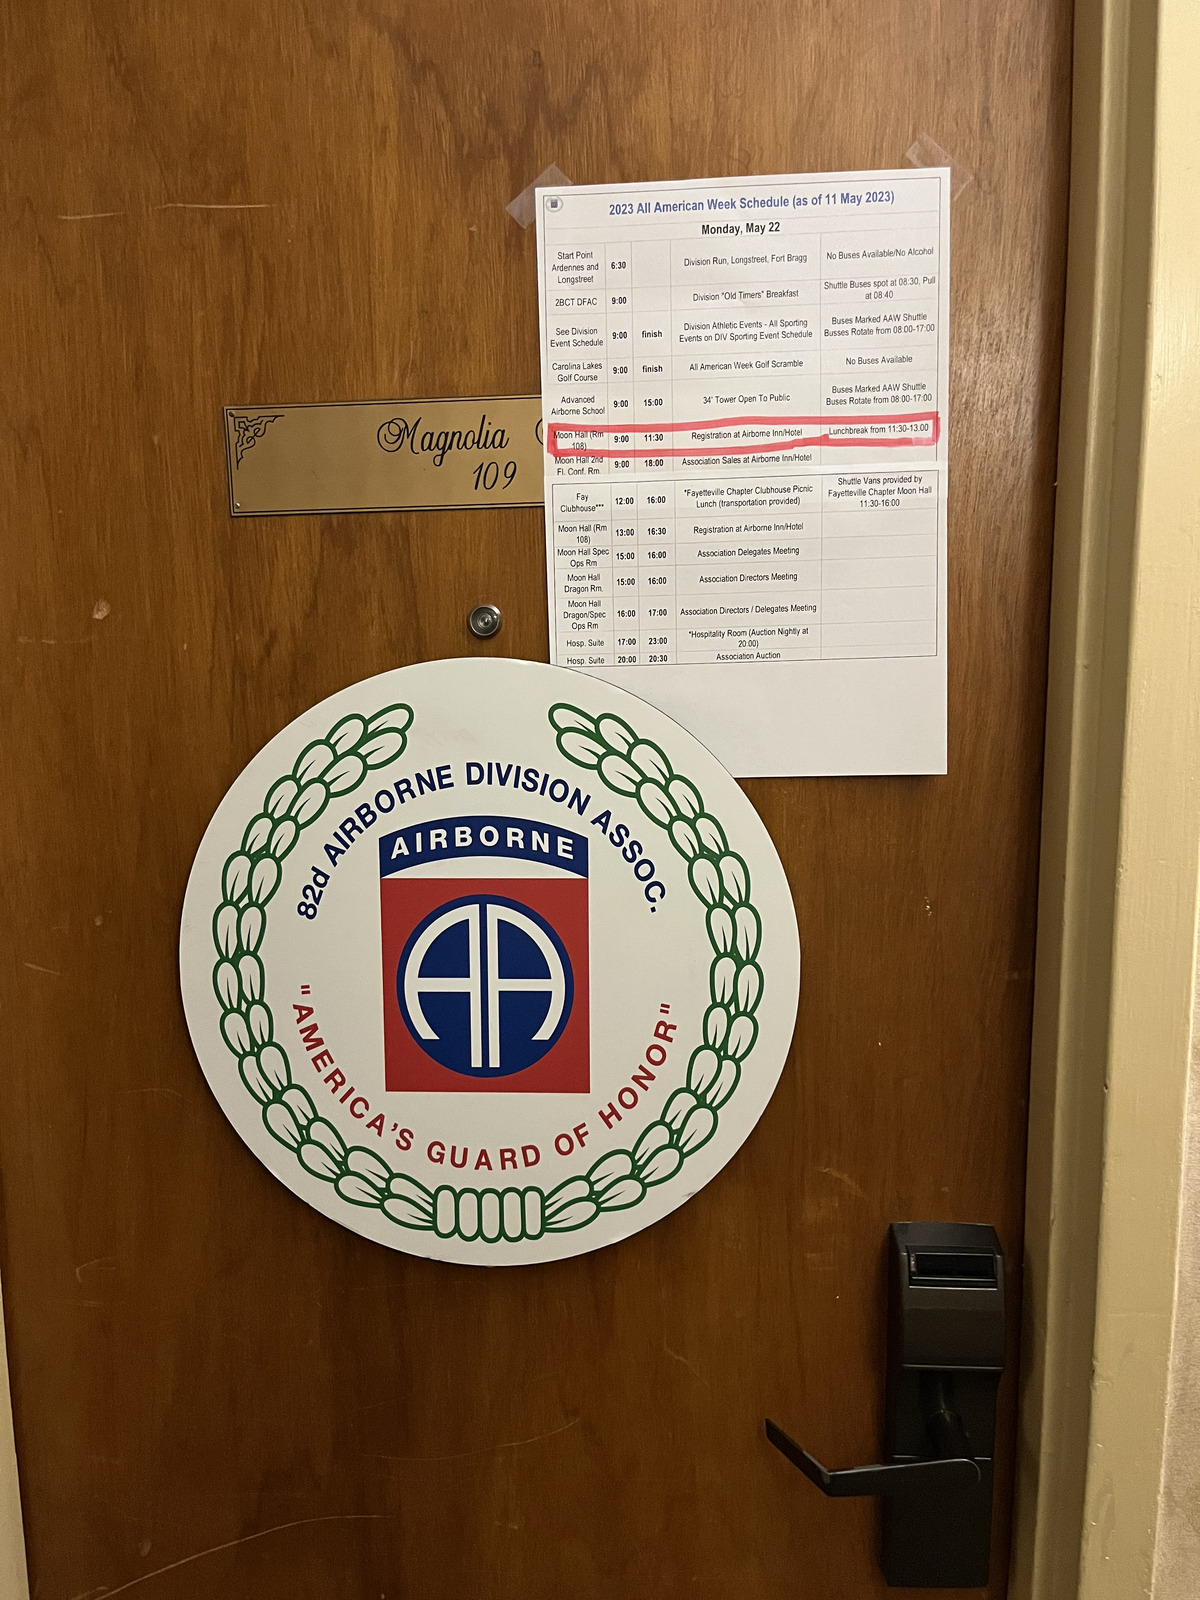 2023 All American Week Schedule (as of 11 May 2023)
Monday, May 22
Start Point Ardennes and Longstreet 6:30 Division Run, Longstreet, Fort Bragg No Buses Available/No Alcohol
2BCT DFAC 9:00 Division "Old Timers" Breakfast Shuttle Buses spot at 08:30, Pull at 08:40
See Division Event Schedule 9:00 finish Division Athletic Events - All Sporting Events on DIV Sporting Event Schedule Buses Marked AAW Shuttle Busses Rotate from 08:00-17:00
Carolina Lakes Golf Course 9:00 finish All American Week Golf Scramble No Buses Available
Advanced Airborne School 9:00 15:00 34' Tower Open To Public Buses Marked AAW Shuttle Buses Rotate from 08:00-17:00
Moon Hall (Rm 108) 9:00 11:30 Registration at Airborne Inn/Hotel Lunchbreak from 11:30-13:00
Moon Hall 2nd Fl. Conf. Rm. 9:00 18:00 Association Sales at Airborne Inn/Hotel
Fay Clubhouse*** 12:00 16:00 *Fayetteville Chapter Clubhouse Picnic Lunch (transportation provided) Shuttle Vans provided by Fayetteville Chapter Moon Hall 11:30-16:00
Moon Hall (Rm 108) 13:00 16:30 Registration at Airborne Inn/Hotel
Moon Hall Spec Ops Rm 15:00 16:00 Association Delegates Meeting
Moon Hall Dragon Rm. 15:00 16:00 Association Directors Meeting
Moon Hall Dragon/Spec Ops Rm 16:00 17:00 Association Directors / Delegates Meeting
Hosp. Suite 17:00 23:00 *Hospitality Room (Auction Nightly at 20:00)
Hosp. Suite 20:00 20:30 Association Auction
Magnolia
109
82d AIRBORNE DIVISION ASSOC.
AIRBORNE
AA
"AMERICA'S GUARD OF HONOR"